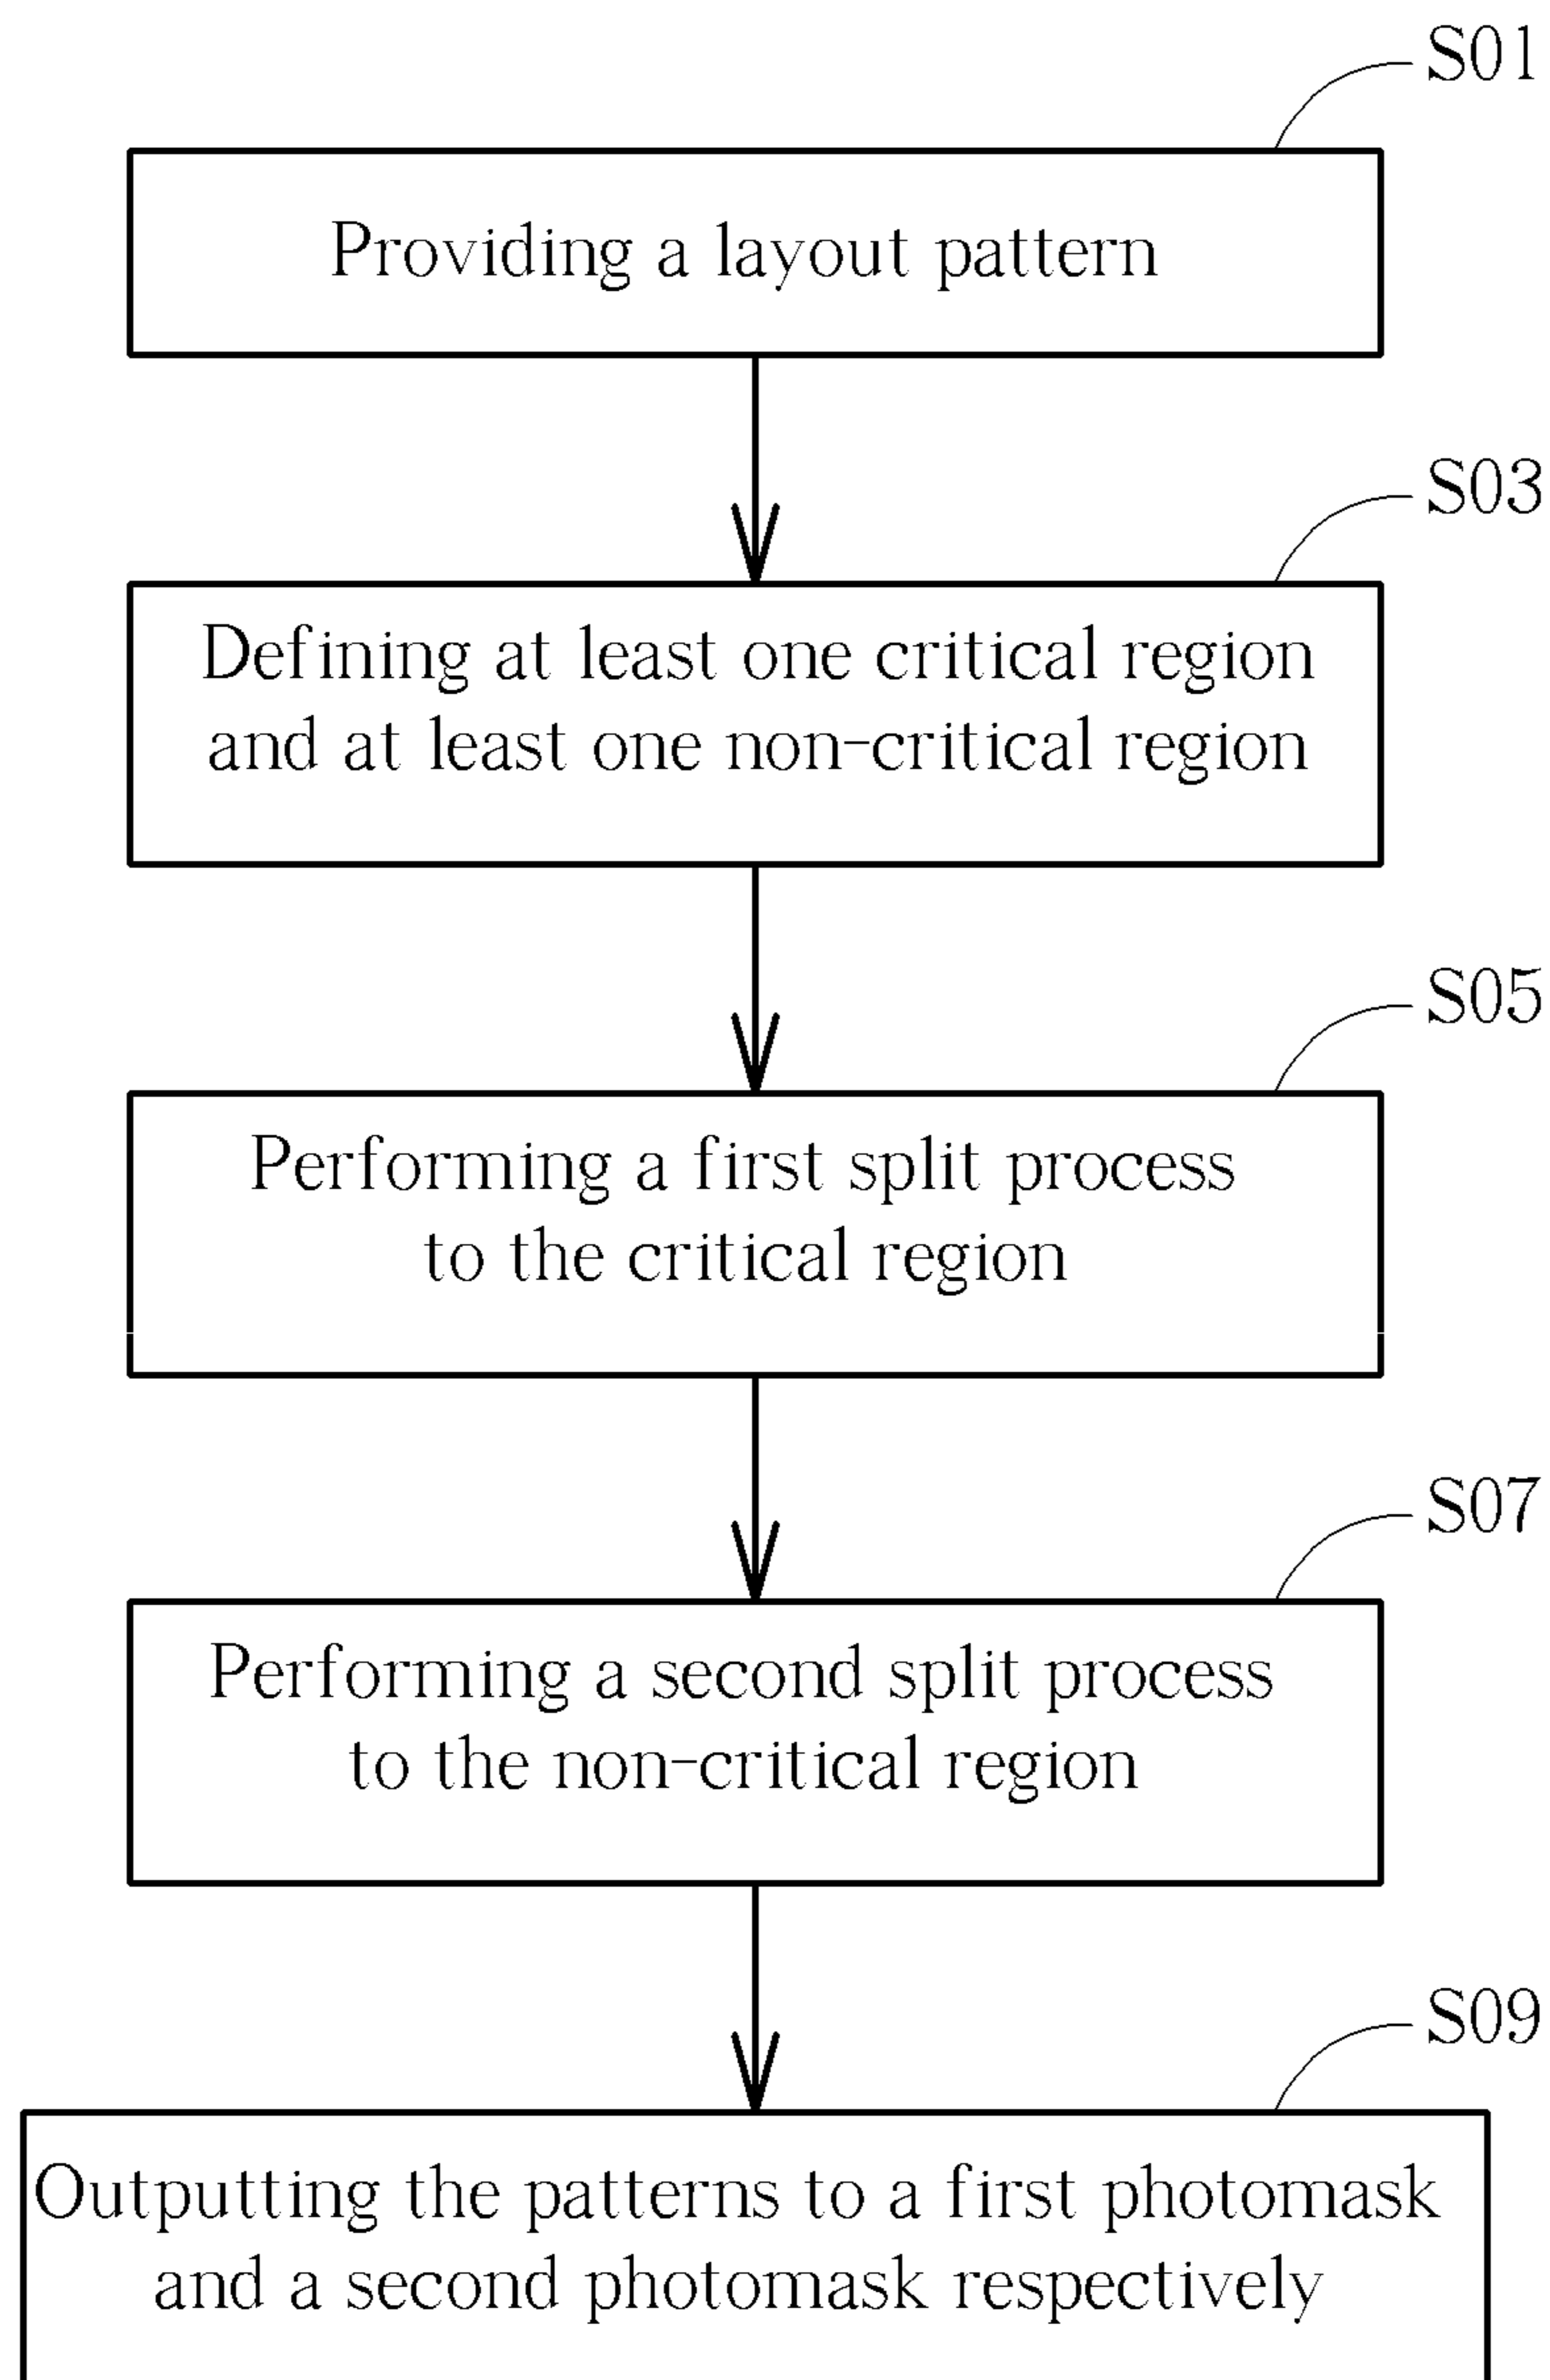 S01
Providing a layout pattern
S03
Defining at least one critical region
and at least one non-critical region
S05
Performing a first split process
to the critical region
S07
Performing a second split process
to the non-critical region
S09
Outputting the patterns to a first photomask
and a second photomask respectively